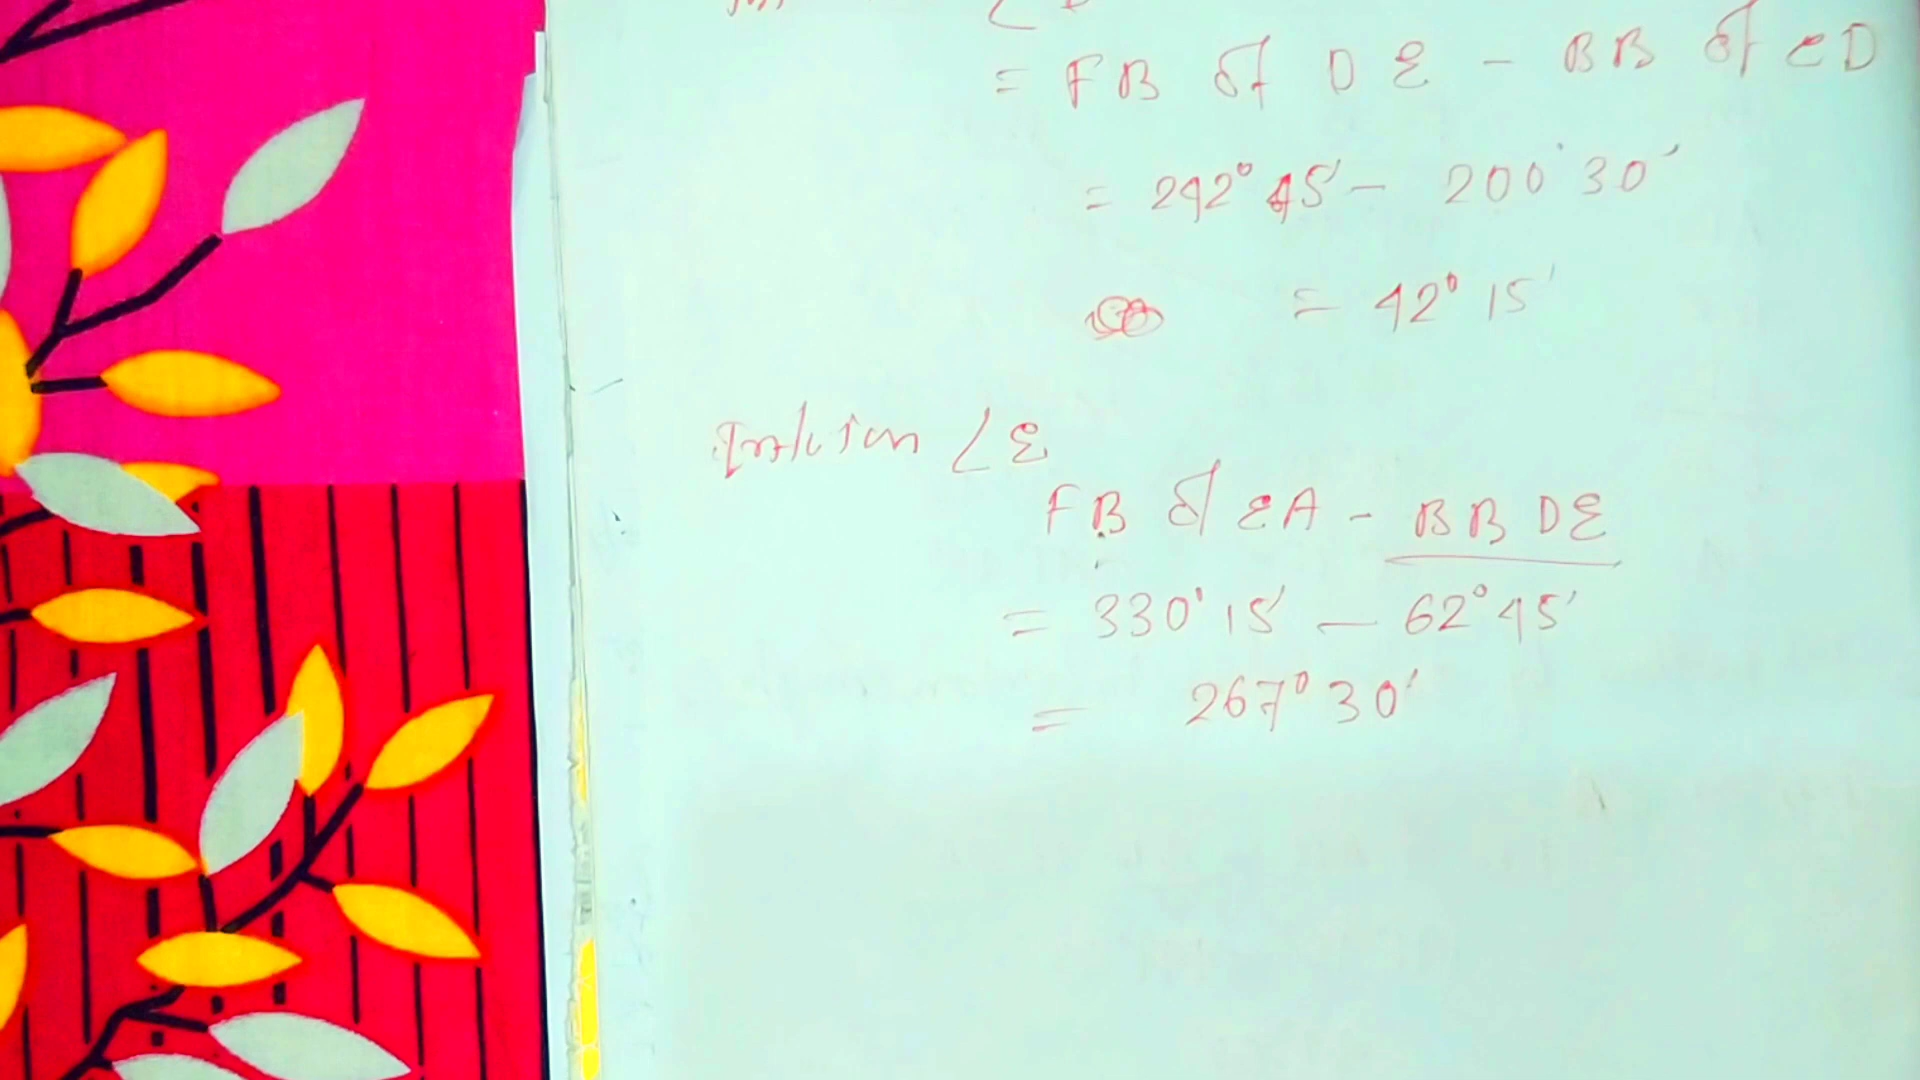 = FB of DE - BB of CD
= 242° 45' - 200° 30'
= 42° 15'
∠E
FB of EA - BB DE
= 330° 15' - 62° 45'
= 267° 30'